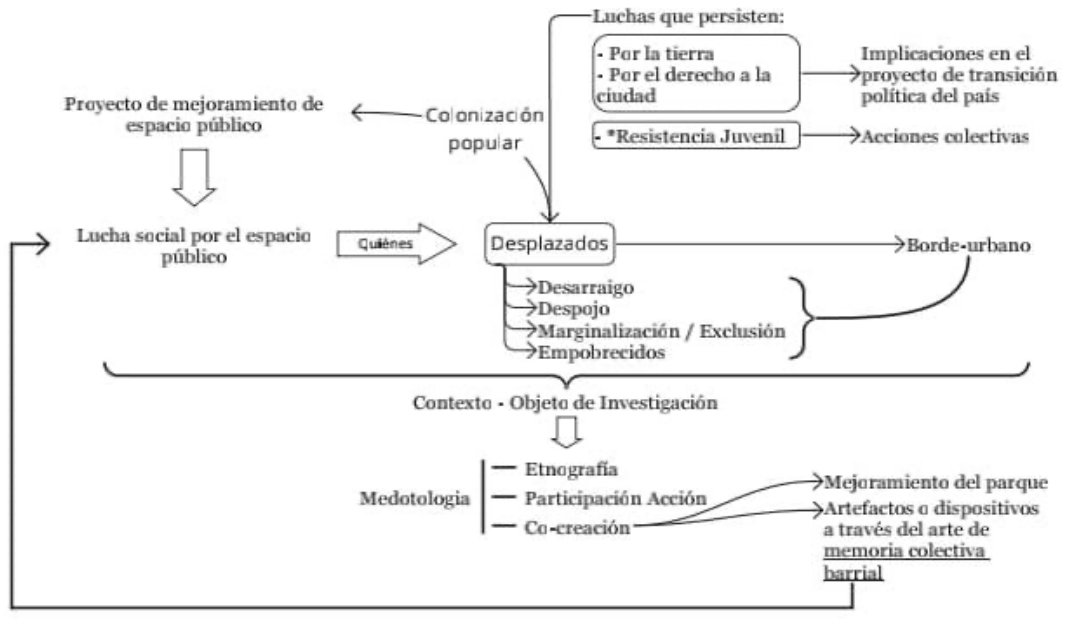 Luchas que persisten:
- Por la tierra
- Por el derecho a la
ciudad
Implicaciones en el
proyecto de transición
política del país
- *Resistencia Juvenil
Acciones colectivas
Proyecto de mejoramiento de
espacio público
Colonización
popular
Lucha social por el espacio
público
Quiénes
Desplazados
Borde-urbano
Desarraigo
Despojo
Marginalización / Exclusión
Empobrecidos
Contexto - Objeto de Investigación
Medotologia
Etnografía
Participación Acción
Co-creación
Mejoramiento del parque
Artefactos o dispositivos
a través del arte de
memoria colectiva
barrial